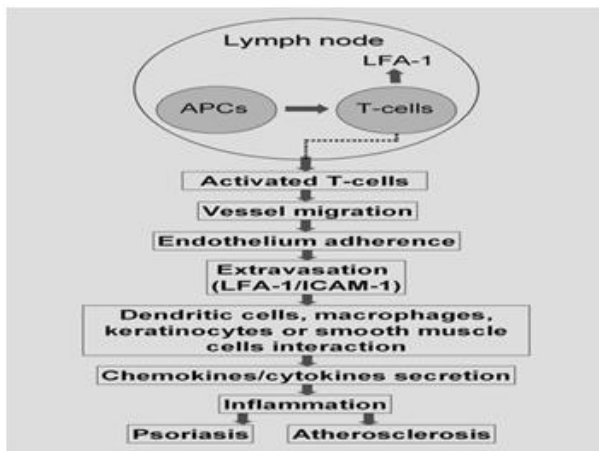 Lymph node
LFA-1
APCs
T-cells
Activated T-cells
Vessel migration
Endothelium adherence
Extravasation
(LFA-1/ICAM-1)
Dendritic cells, macrophages,
keratinocytes or smooth muscle
cells interaction
Chemokines/cytokines secretion
Inflammation
Psoriasis
Atherosclerosis